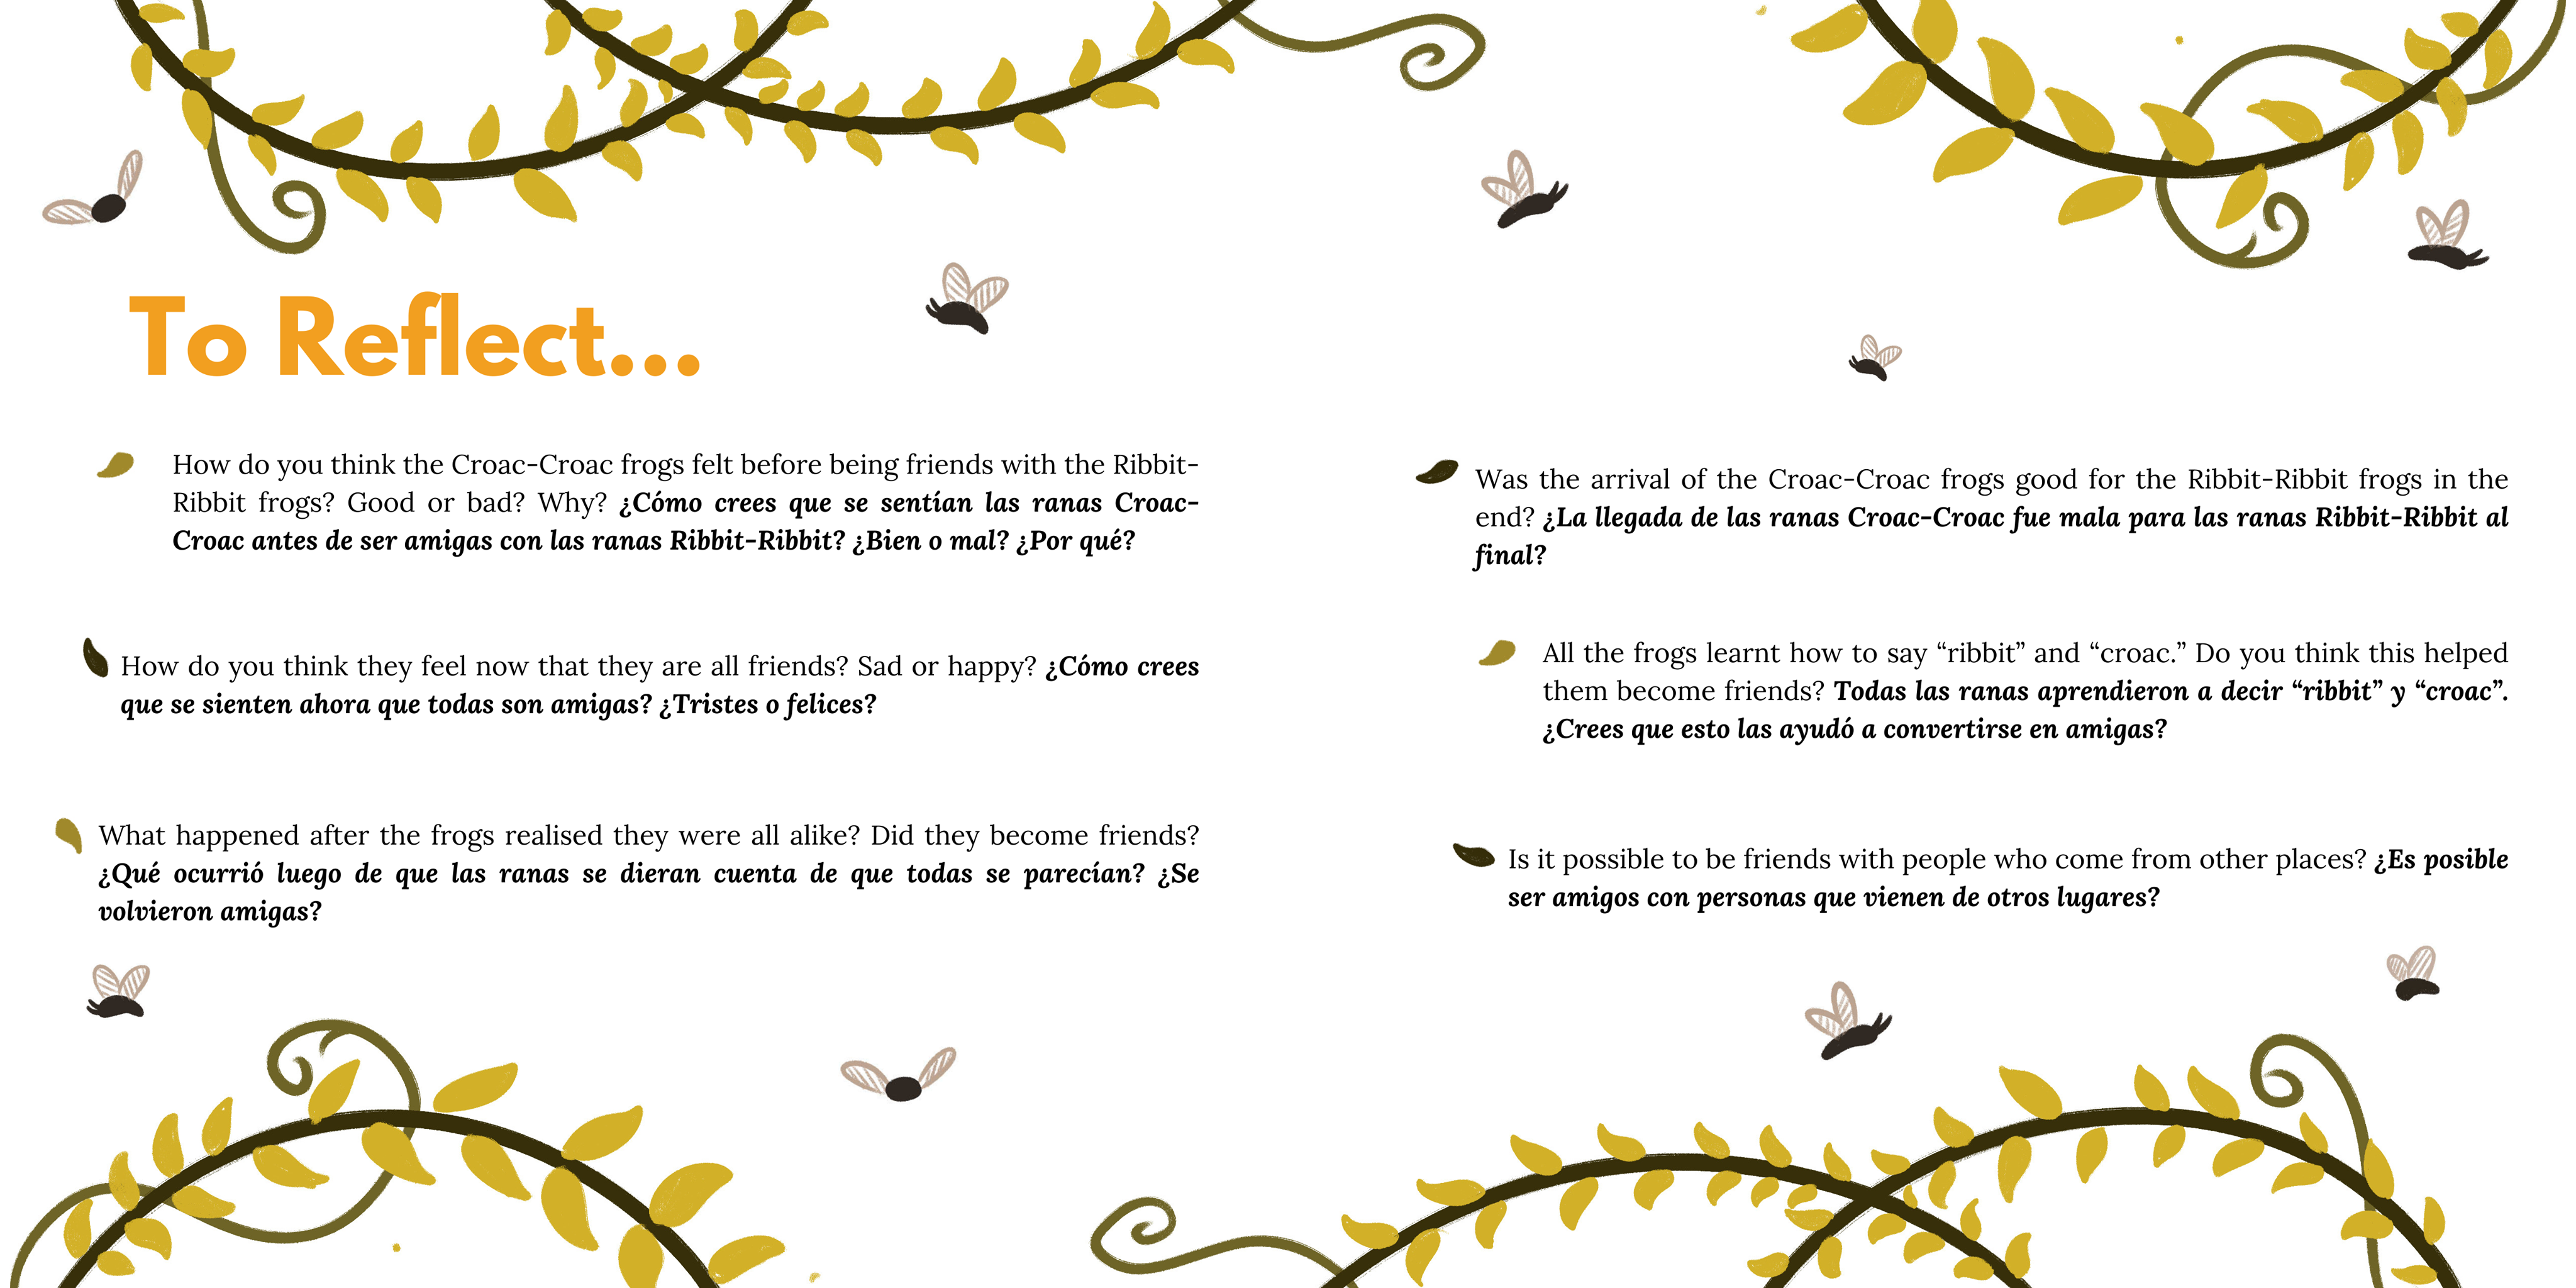 To Reflect...
How do you think the Croac-Croac frogs felt before being friends with the Ribbit-
Ribbit frogs? Good or bad? Why? ¿Cómo crees que se sentían las ranas Croac-
Croac antes de ser amigas con las ranas Ribbit-Ribbit? ¿Bien o mal? ¿Por qué?
How do you think they feel now that they are all friends? Sad or happy? ¿Cómo crees
que se sienten ahora que todas son amigas? ¿Tristes o felices?
What happened after the frogs realised they were all alike? Did they become friends?
¿Qué ocurrió luego de que las ranas se dieran cuenta de que todas se parecían? ¿Se
volvieron amigas?
Was the arrival of the Croac-Croac frogs good for the Ribbit-Ribbit frogs in the
end? ¿La llegada de las ranas Croac-Croac fue mala para las ranas Ribbit-Ribbit al
final?
All the frogs learnt how to say “ribbit” and “croac.” Do you think this helped
them become friends? Todas las ranas aprendieron a decir “ribbit” y “croac”.
¿Crees que esto las ayudó a convertirse en amigas?
Is it possible to be friends with people who come from other places? ¿Es posible
ser amigos con personas que vienen de otros lugares?